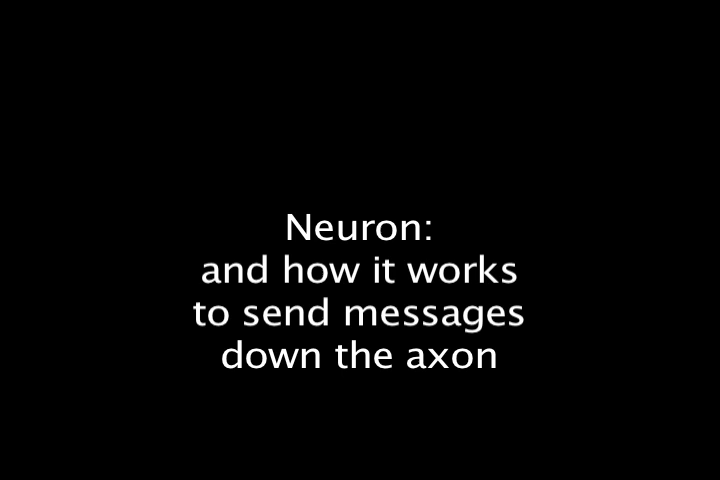 Neuron:
and how it works
to send messages
down the axon